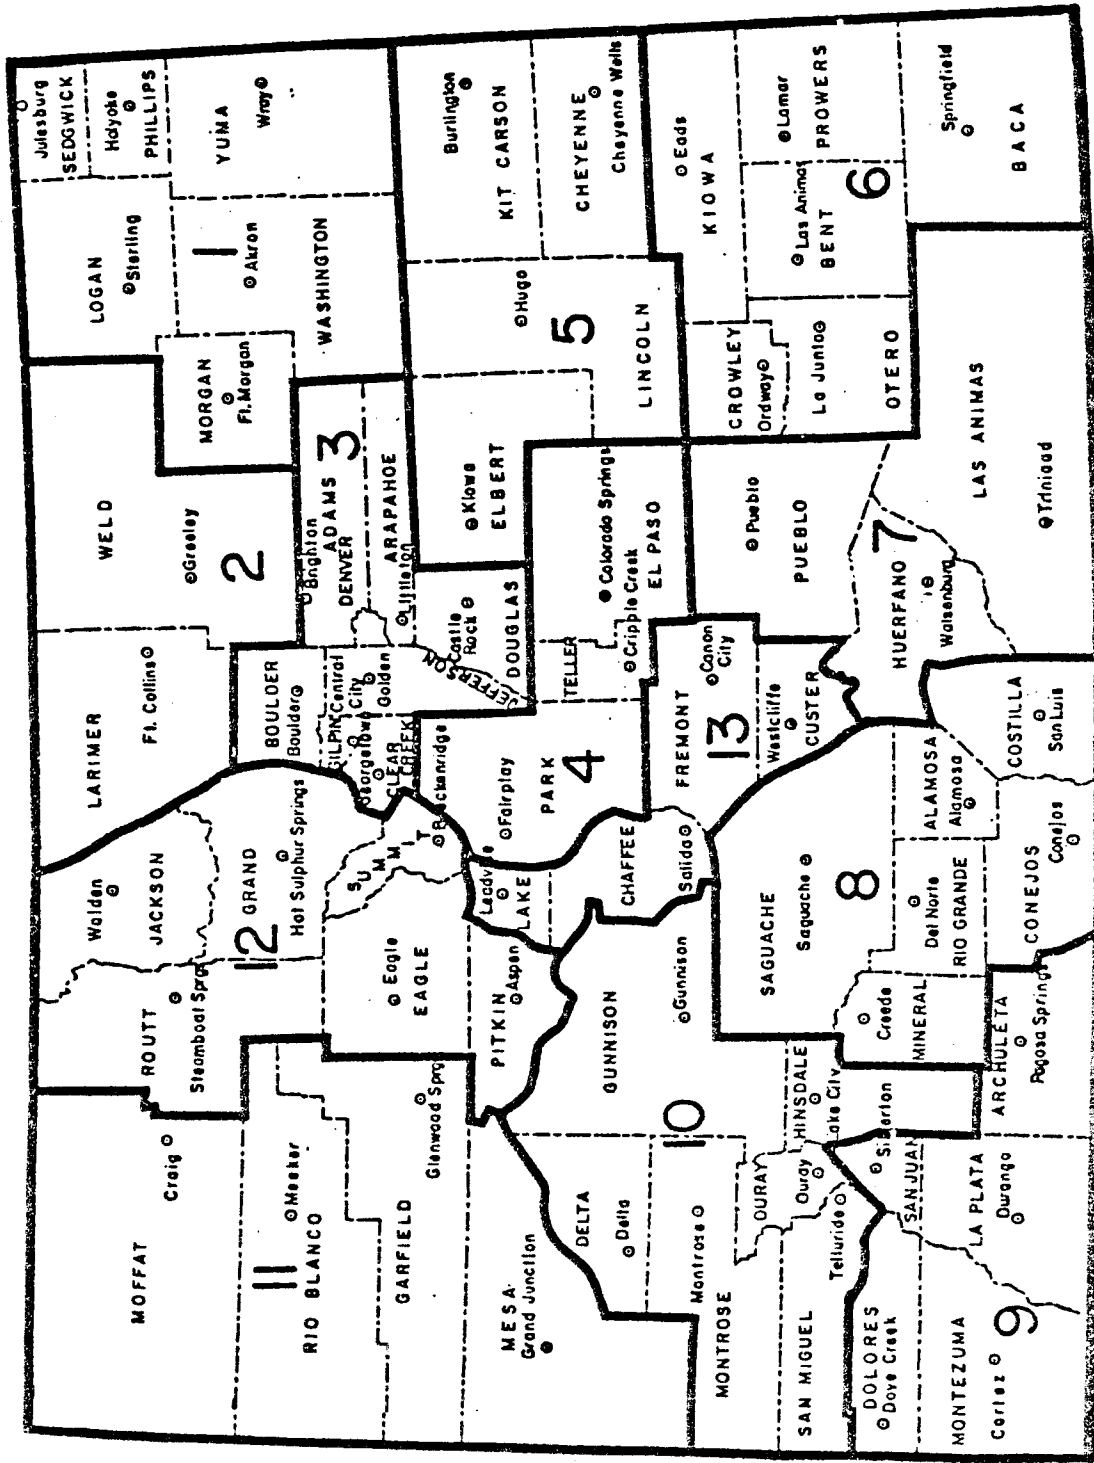 MOFFAT
Craig
ROUTT
Steamboat Sprg
JACKSON
Walden
LARIMER
Ft. Collins
WELD
Greeley
2
LOGAN
Sterling
SEDGWICK
Julesburg
PHILLIPS
Holyoke
YUMA
Wray
1
Akron
WASHINGTON
MORGAN
Ft. Morgan
11
RIO BLANCO
Meeker
12
GRAND
Hot Sulphur Springs
BOULDER
Boulder
GILPIN
Central
City
Golden
JEFFERSON
Georgetown
CLEAR
CREEK
Brighton
ADAMS
DENVER
3
ARAPAHOE
Littleton
GARFIELD
Glenwood Sprg
EAGLE
Eagle
SUMMIT
Breckenridge
DOUGLAS
Castle
Rock
ELBERT
Kiowa
5
Hugo
LINCOLN
KIT CARSON
Burlington
CHEYENNE
Cheyenne Wells
MESA
Grand Junction
PITKIN
Aspen
LAKE
Leadville
PARK
Fairplay
4
TELLER
Cripple Creek
EL PASO
Colorado Springs
DELTA
Delta
GUNNISON
Gunnison
CHAFFEE
Salida
FREMONT
Canon
City
13
Westcliffe
CUSTER
PUEBLO
Pueblo
CROWLEY
Ordway
KIOWA
Eads
MONTROSE
Montrose
10
OURAY
Ouray
HINSDALE
Lake City
SAGUACHE
Saguache
8
HUERFANO
Walsenburg
7
OTERO
La Junta
BENT
Las Animas
6
PROWERS
Lamar
SAN MIGUEL
Telluride
SAN JUAN
Silverton
MINERAL
Creede
RIO GRANDE
Del Norte
ALAMOSA
Alamosa
DOLORES
Dove Creek
MONTEZUMA
Cortez
9
LA PLATA
Durango
ARCHULETA
Pagosa Springs
CONEJOS
Conejos
COSTILLA
San Luis
LAS ANIMAS
Trinidad
BACA
Springfield